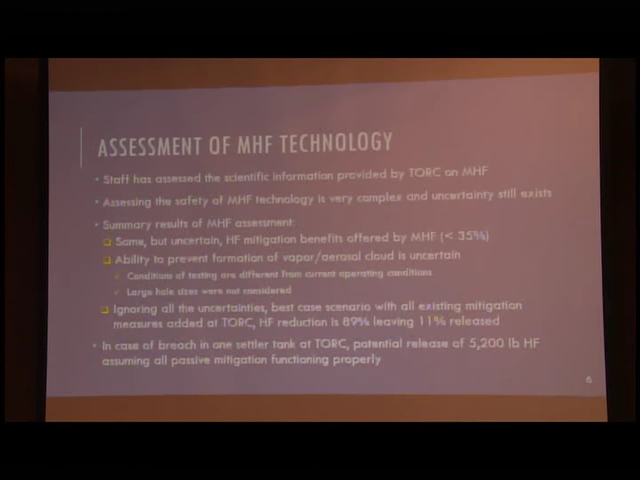 ASSESSMENT OF MHF TECHNOLOGY
• Staff has assessed the scientific information provided by TORC on MHF
• Assessing the safety of MHF technology is very complex and uncertainty still exists
• Summary results of MHF assessment:
❑ Some, but uncertain, HF mitigation benefits offered by MHF (< 35%)
❑ Ability to prevent formation of vapor/aerosol cloud is uncertain
✓ Conditions of testing are different from current operating conditions
✓ Large hole sizes were not considered
❑ Ignoring all the uncertainties, best case scenario with all existing mitigation
measures added at TORC, HF reduction is 89% leaving 11% released
• In case of breach in one settler tank at TORC, potential release of 5,200 lb HF
assuming all passive mitigation functioning properly
6